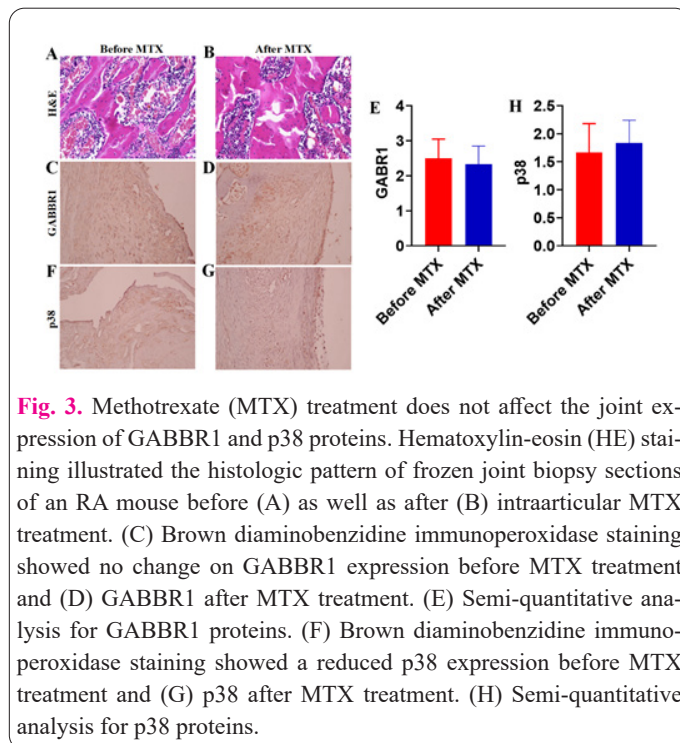 Before MTX
After MTX
A
B
H&E
C
D
GABBR1
F
G
p38
E
GABR1
4
3
2
1
0
Before MTX
After MTX
H
p38
2.5
2.0
1.5
1.0
0.5
0.0
Before MTX
After MTX
Fig. 3. Methotrexate (MTX) treatment does not affect the joint ex-
pression of GABBR1 and p38 proteins. Hematoxylin-eosin (HE) stai-
ning illustrated the histologic pattern of frozen joint biopsy sections
of an RA mouse before (A) as well as after (B) intraarticular MTX
treatment. (C) Brown diaminobenzidine immunoperoxidase staining
showed no change on GABBR1 expression before MTX treatment
and (D) GABBR1 after MTX treatment. (E) Semi-quantitative ana-
lysis for GABBR1 proteins. (F) Brown diaminobenzidine immuno-
peroxidase staining showed a reduced p38 expression before MTX
treatment and (G) p38 after MTX treatment. (H) Semi-quantitative
analysis for p38 proteins.